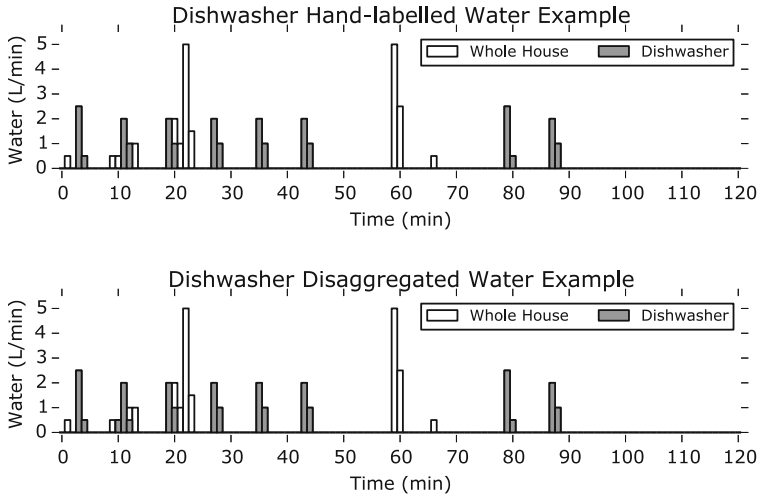 Dishwasher Hand-labelled Water Example
Whole House Dishwasher
Water (L/min)
5
4
3
2
1
0
0 10 20 30 40 50 60 70 80 90 100 110 120
Time (min)
Dishwasher Disaggregated Water Example
Whole House Dishwasher
Water (L/min)
5
4
3
2
1
0
0 10 20 30 40 50 60 70 80 90 100 110 120
Time (min)